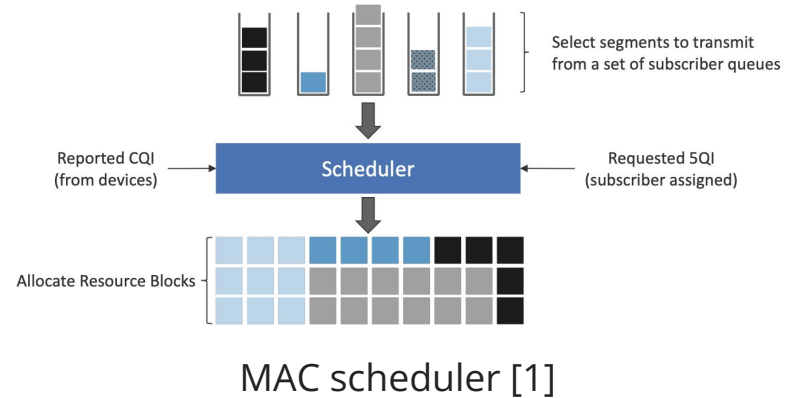 Select segments to transmit
from a set of subscriber queues
Reported CQI
(from devices)
Scheduler
Requested 5QI
(subscriber assigned)
Allocate Resource Blocks
MAC scheduler [1]